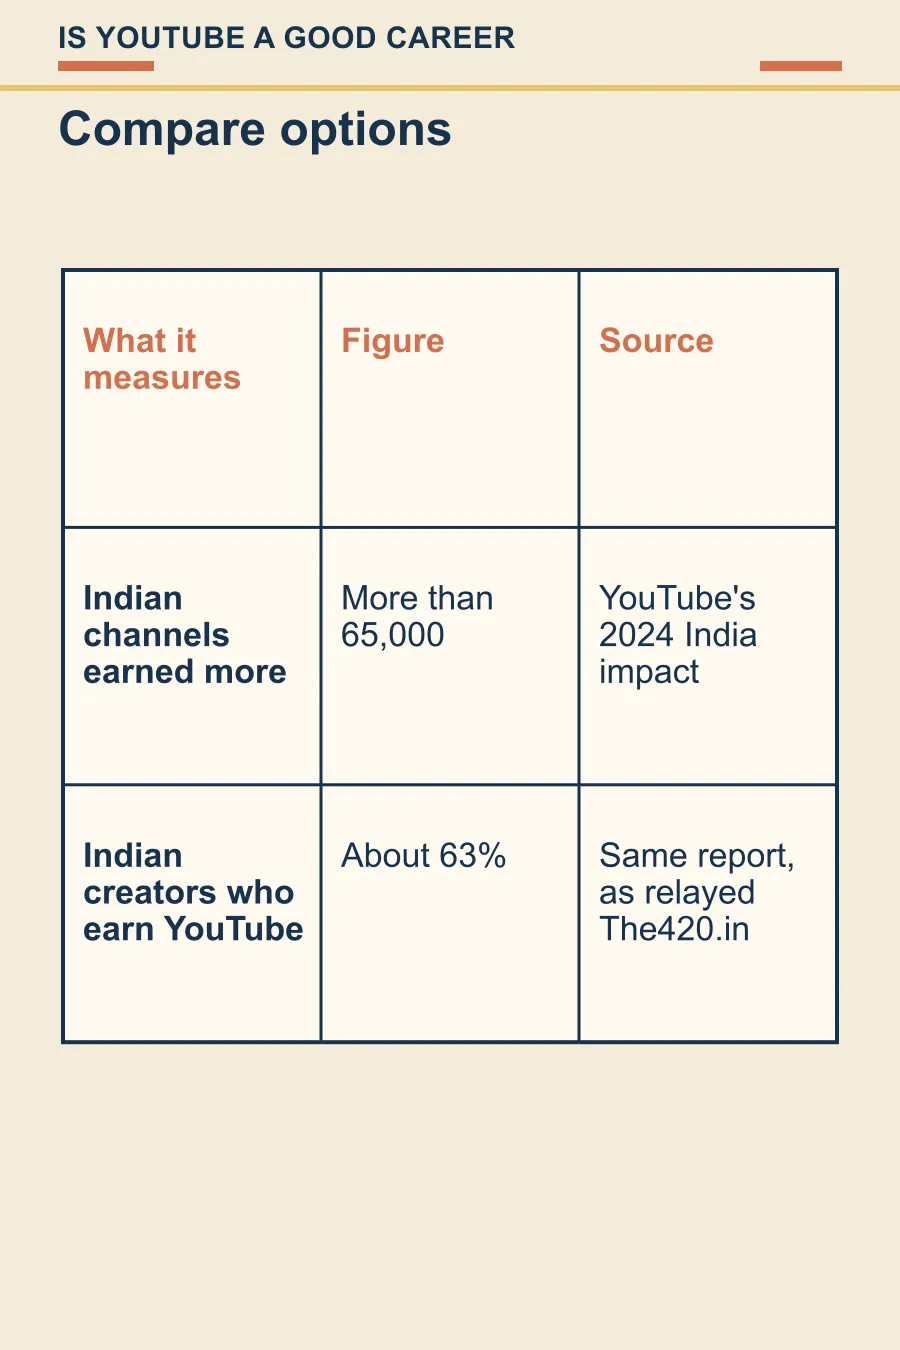 IS YOUTUBE A GOOD CAREER
Compare options
What it
measures
Figure
Source
Indian
channels
earned more
More than
65,000
YouTube's
2024 India
impact
Indian
creators who
earn YouTube
About 63%
Same report,
as relayed
The420.in